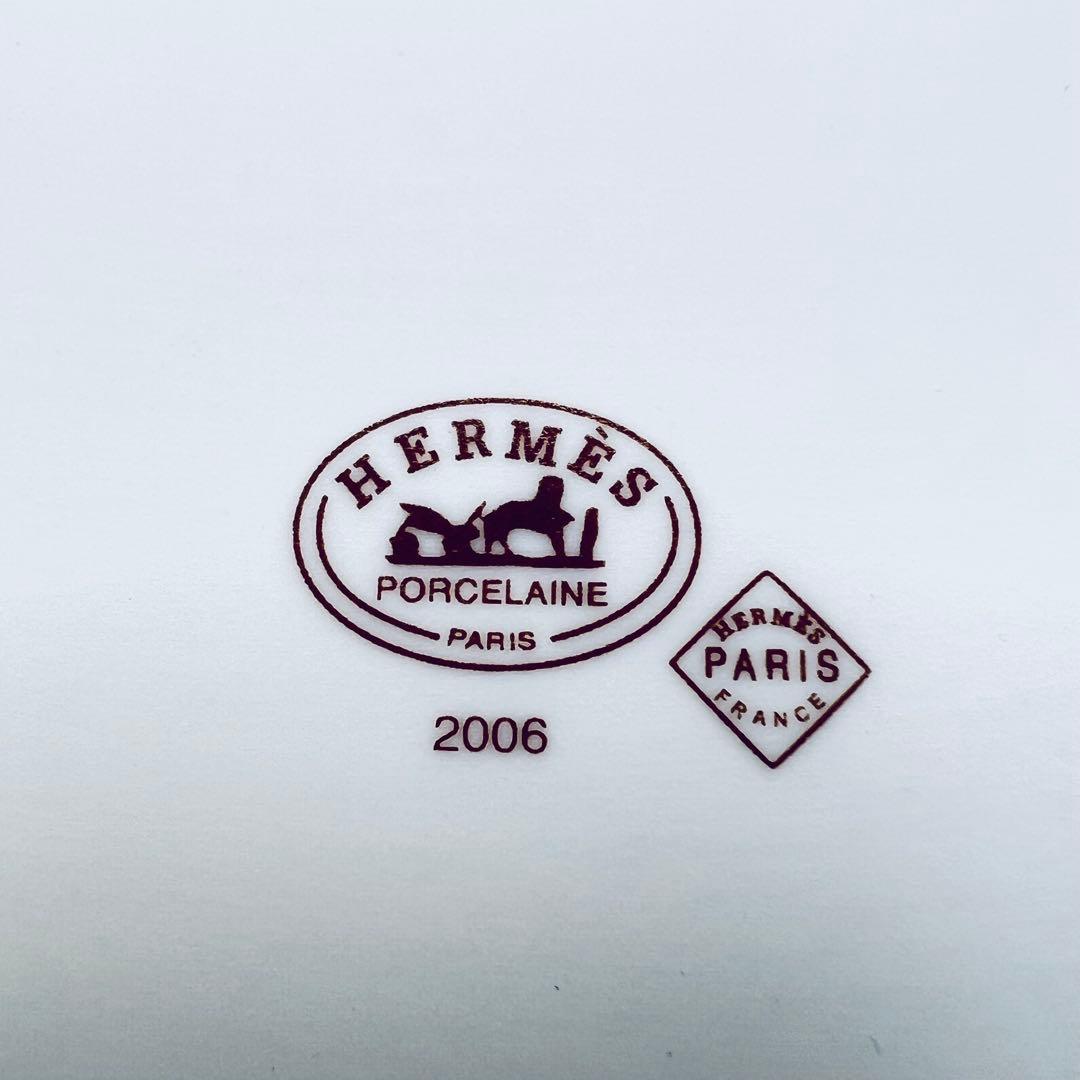 HERMÈS
PORCELAINE
PARIS
2006
HERMÈS
PARIS
FRANCE